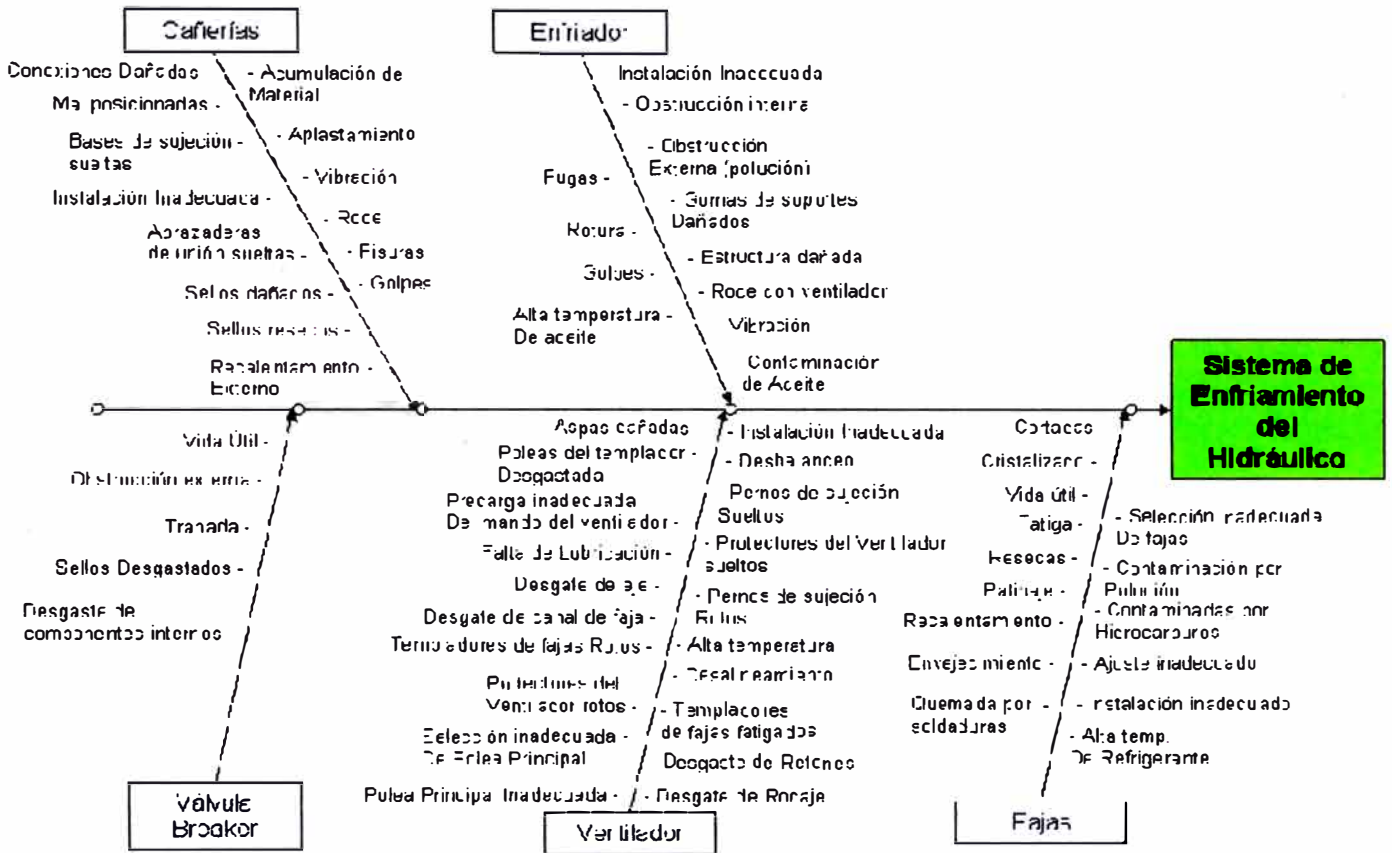 Cañerías
Conexiones Dañadas
Mal posicionadas -
Bases de sujeción -
sueltas
Instalación Inadecuada -
Abrazaderas
de unión sueltas -
Sellos dañados -
Sellos resecos -
Recalentamiento -
Externo
- Acumulación de
Material
- Aplastamiento
- Vibración
- Roce
- Fisuras
- Golpes
Enfriador
Fugas -
Rotura -
Golpes -
Alta temperatura -
De aceite
Instalación Inadecuada
- Obstrucción interna
- Obstrucción
Externa (polución)
- Gomas de soportes
Dañados
- Estructura dañada
- Roce con ventilador
Vibración
Contaminación
de Aceite
Sistema de
Enfriamiento
del
Hidráulico
Vida Útil -
Obstrucción externa -
Trabada -
Sellos Desgastados -
Desgaste de
componentes internos
Válvula
Breaker
Aspas dañadas
Poleas del templador -
Desgastada
Precarga inadecuada
De mando del ventilador -
Falta de Lubricación -
Desgate de eje -
Desgate de canal de faja -
Templadores de fajas Rotos -
Protectores del
Ventilador rotos -
Selección inadecuada -
De Polea Principal
Polea Principal Inadecuada -
- Instalación Inadecuada
- Desbalanceo
Pernos de sujeción
Sueltos
- Protectores del Ventilador
sueltos
- Pernos de sujeción
Rotos
- Alta temperatura
- Desalineamiento
- Templadores
de fajas fatigados
Desgaste de Retenes
- Desgate de Rodaje
Ventilador
Cortadas
Cristalizado -
Vida útil -
Fatiga -
Resecas -
Patinaje -
Recalentamiento -
Envejecimiento -
Quemada por -
soldaduras
- Selección inadecuada
De fajas
- Contaminación por
Polución
- Contaminadas por
Hidrocarburos
- Ajuste inadecuado
- Instalación inadecuado
- Alta temp.
De Refrigerante
Fajas